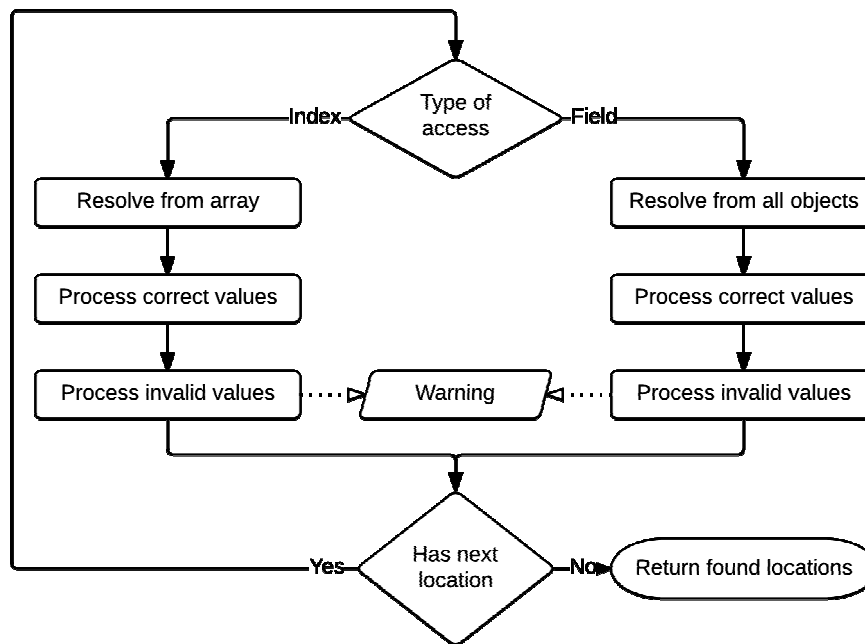 Type of
access
Index
Field
Resolve from array
Resolve from all objects
Process correct values
Process correct values
Process invalid values
Warning
Process invalid values
Has next
location
Yes
No
Return found locations